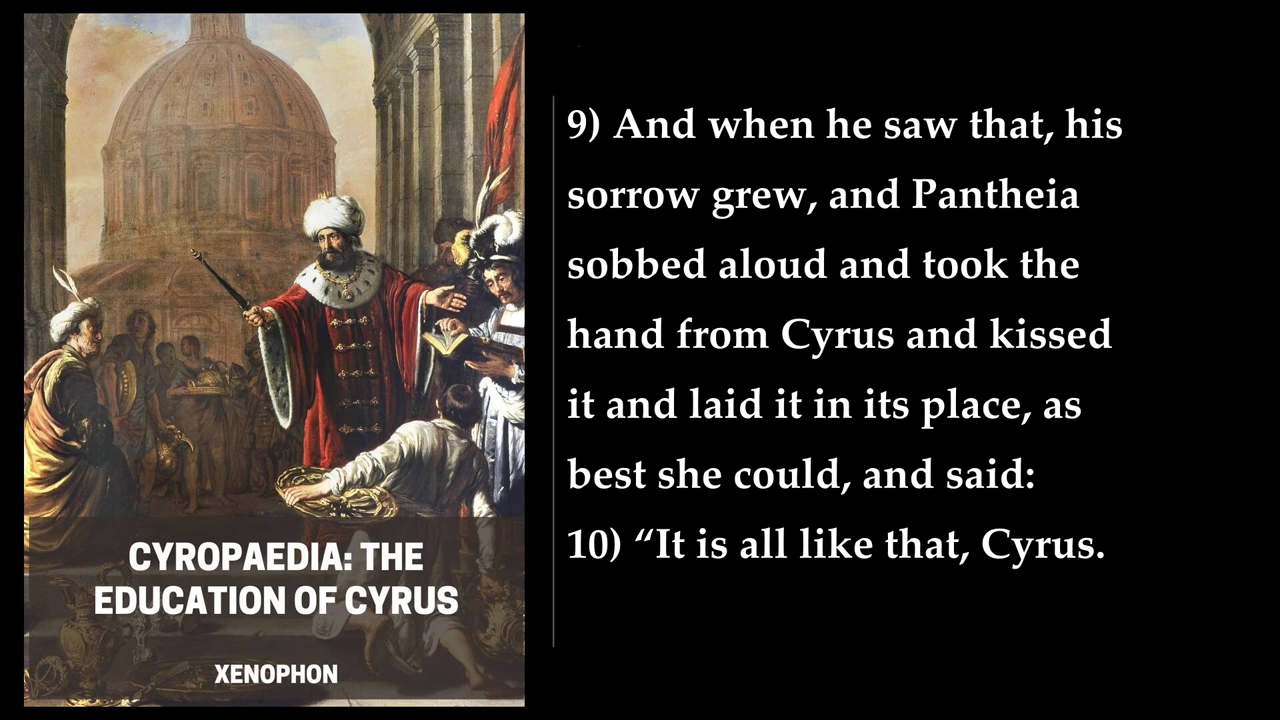 CYROPAEDIA: THE
EDUCATION OF CYRUS
XENOPHON
9) And when he saw that, his
sorrow grew, and Pantheia
sobbed aloud and took the
hand from Cyrus and kissed
it and laid it in its place, as
best she could, and said:
10) “It is all like that, Cyrus.